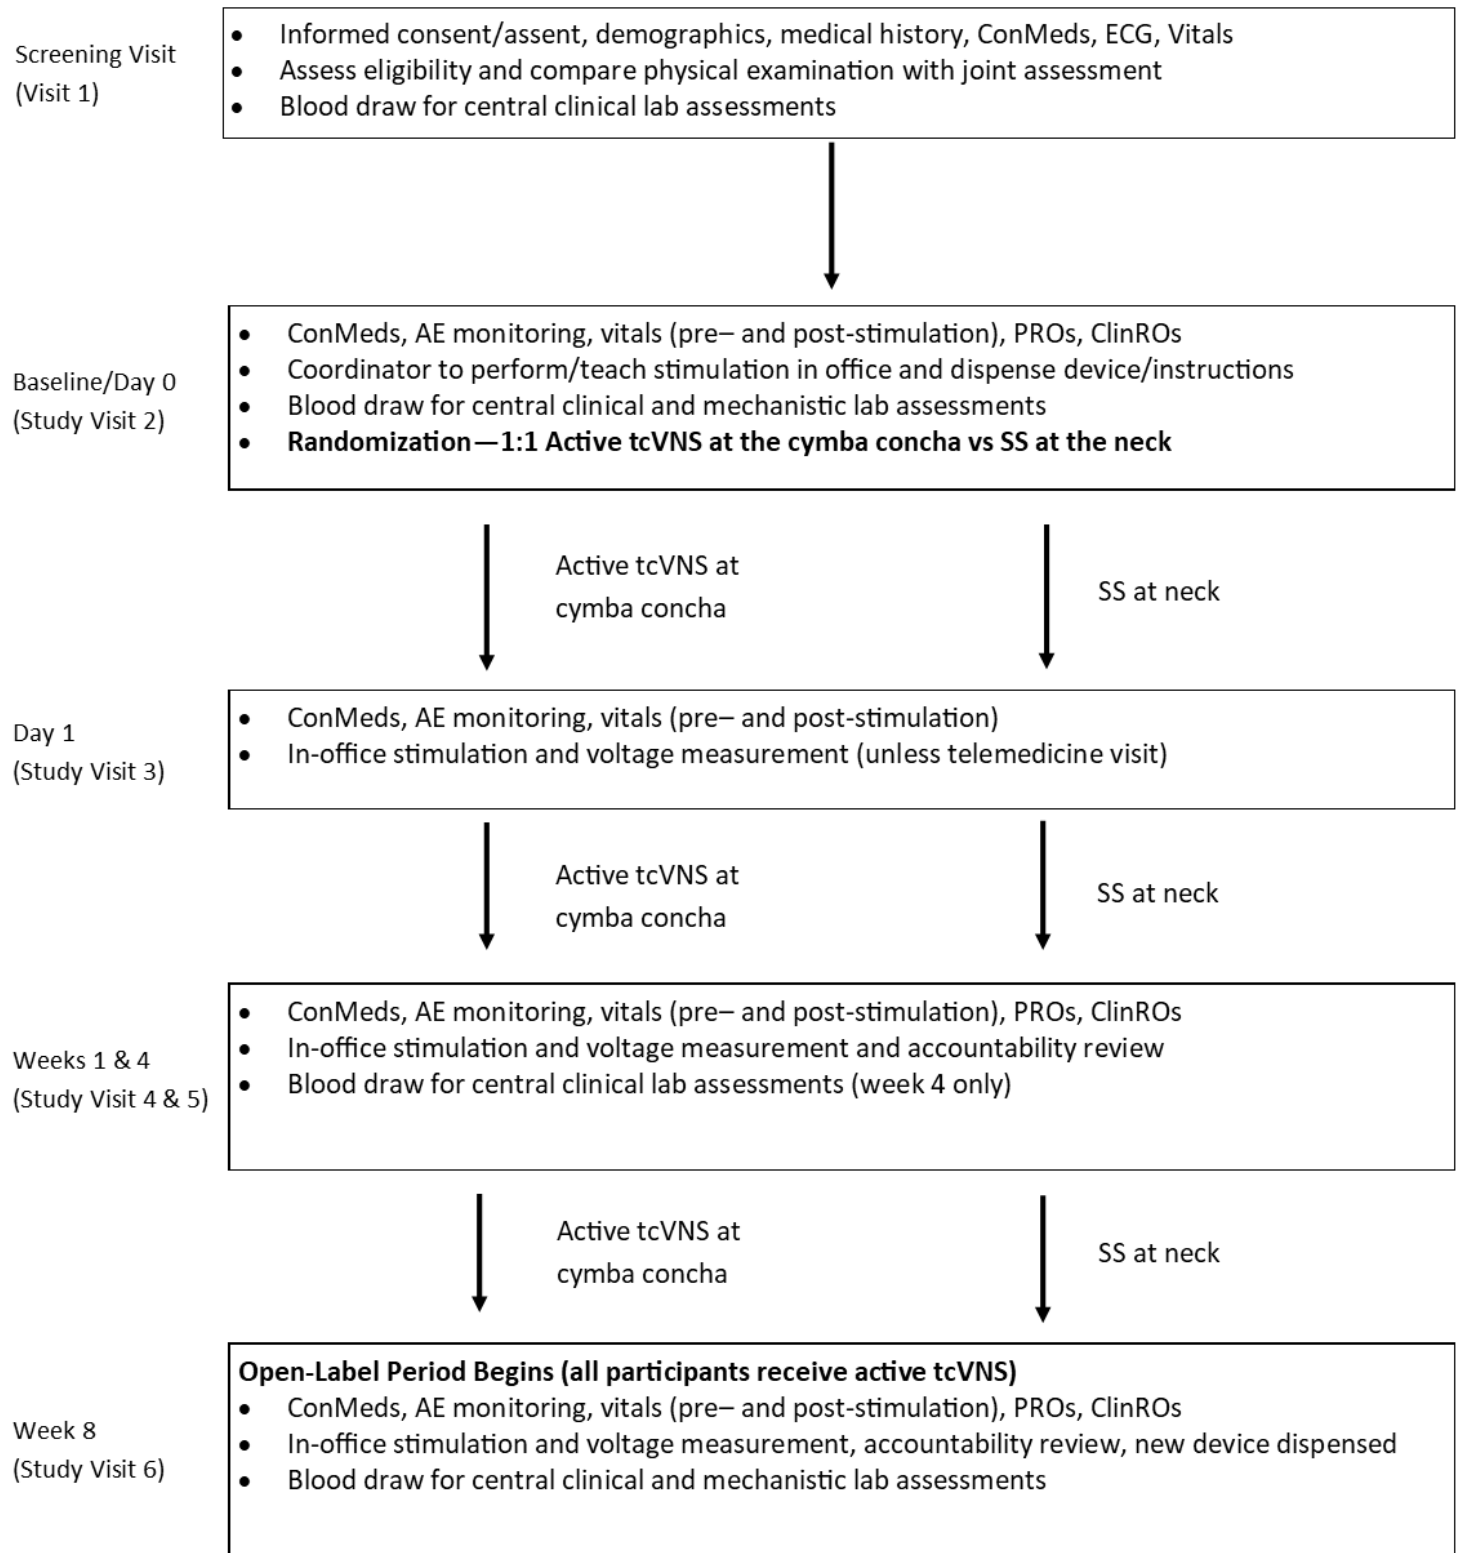 Screening Visit
(Visit 1)
• Informed consent/assent, demographics, medical history, ConMeds, ECG, Vitals
• Assess eligibility and compare physical examination with joint assessment
• Blood draw for central clinical lab assessments
Baseline/Day 0
(Study Visit 2)
• ConMeds, AE monitoring, vitals (pre– and post-stimulation), PROs, ClinROs
• Coordinator to perform/teach stimulation in office and dispense device/instructions
• Blood draw for central clinical and mechanistic lab assessments
• Randomization—1:1 Active tcVNS at the cymba concha vs SS at the neck
Active tcVNS at
cymba concha
SS at neck
Day 1
(Study Visit 3)
• ConMeds, AE monitoring, vitals (pre– and post-stimulation)
• In-office stimulation and voltage measurement (unless telemedicine visit)
Active tcVNS at
cymba concha
SS at neck
Weeks 1 & 4
(Study Visit 4 & 5)
• ConMeds, AE monitoring, vitals (pre– and post-stimulation), PROs, ClinROs
• In-office stimulation and voltage measurement and accountability review
• Blood draw for central clinical lab assessments (week 4 only)
Active tcVNS at
cymba concha
SS at neck
Week 8
(Study Visit 6)
Open-Label Period Begins (all participants receive active tcVNS)
• ConMeds, AE monitoring, vitals (pre– and post-stimulation), PROs, ClinROs
• In-office stimulation and voltage measurement, accountability review, new device dispensed
• Blood draw for central clinical and mechanistic lab assessments